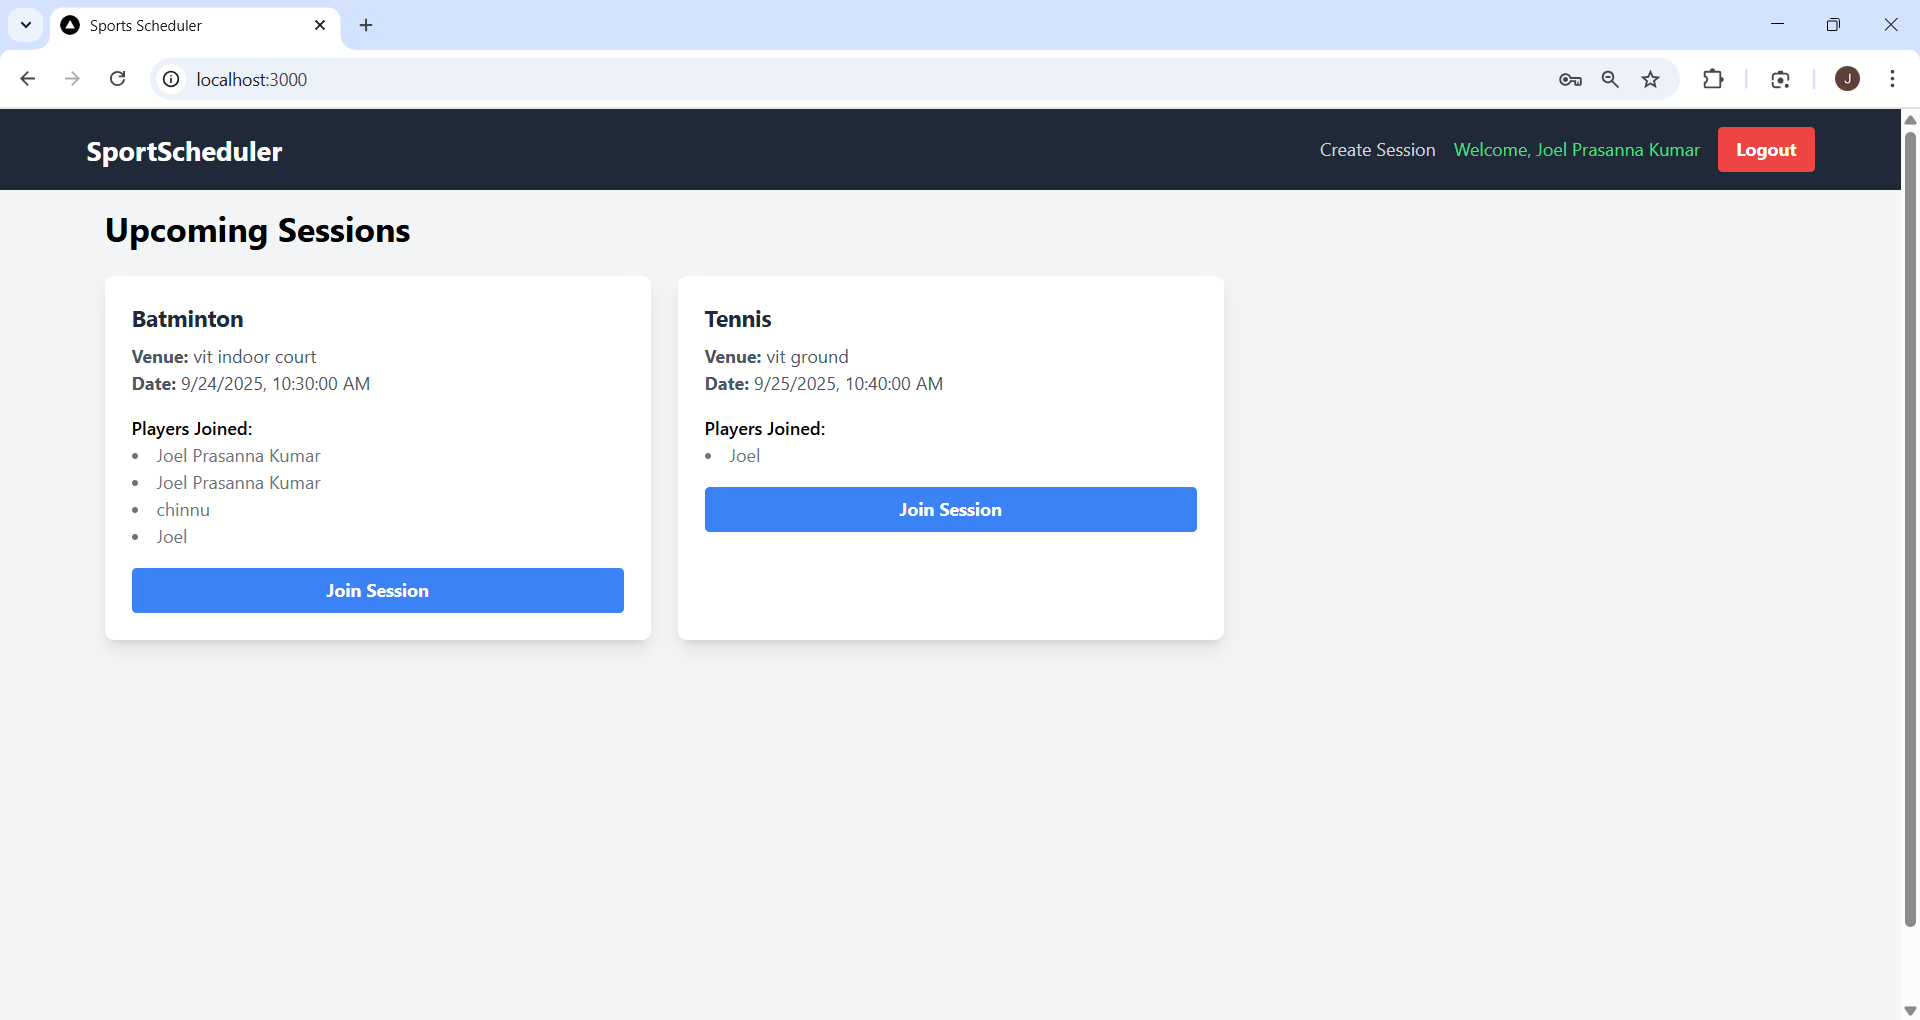 Sports Scheduler
localhost:3000
J
SportScheduler
Create Session
Welcome, Joel Prasanna Kumar
Logout
Upcoming Sessions
Batminton
Venue: vit indoor court
Date: 9/24/2025, 10:30:00 AM
Players Joined:
Joel Prasanna Kumar
Joel Prasanna Kumar
chinnu
Joel
Join Session
Tennis
Venue: vit ground
Date: 9/25/2025, 10:40:00 AM
Players Joined:
Joel
Join Session